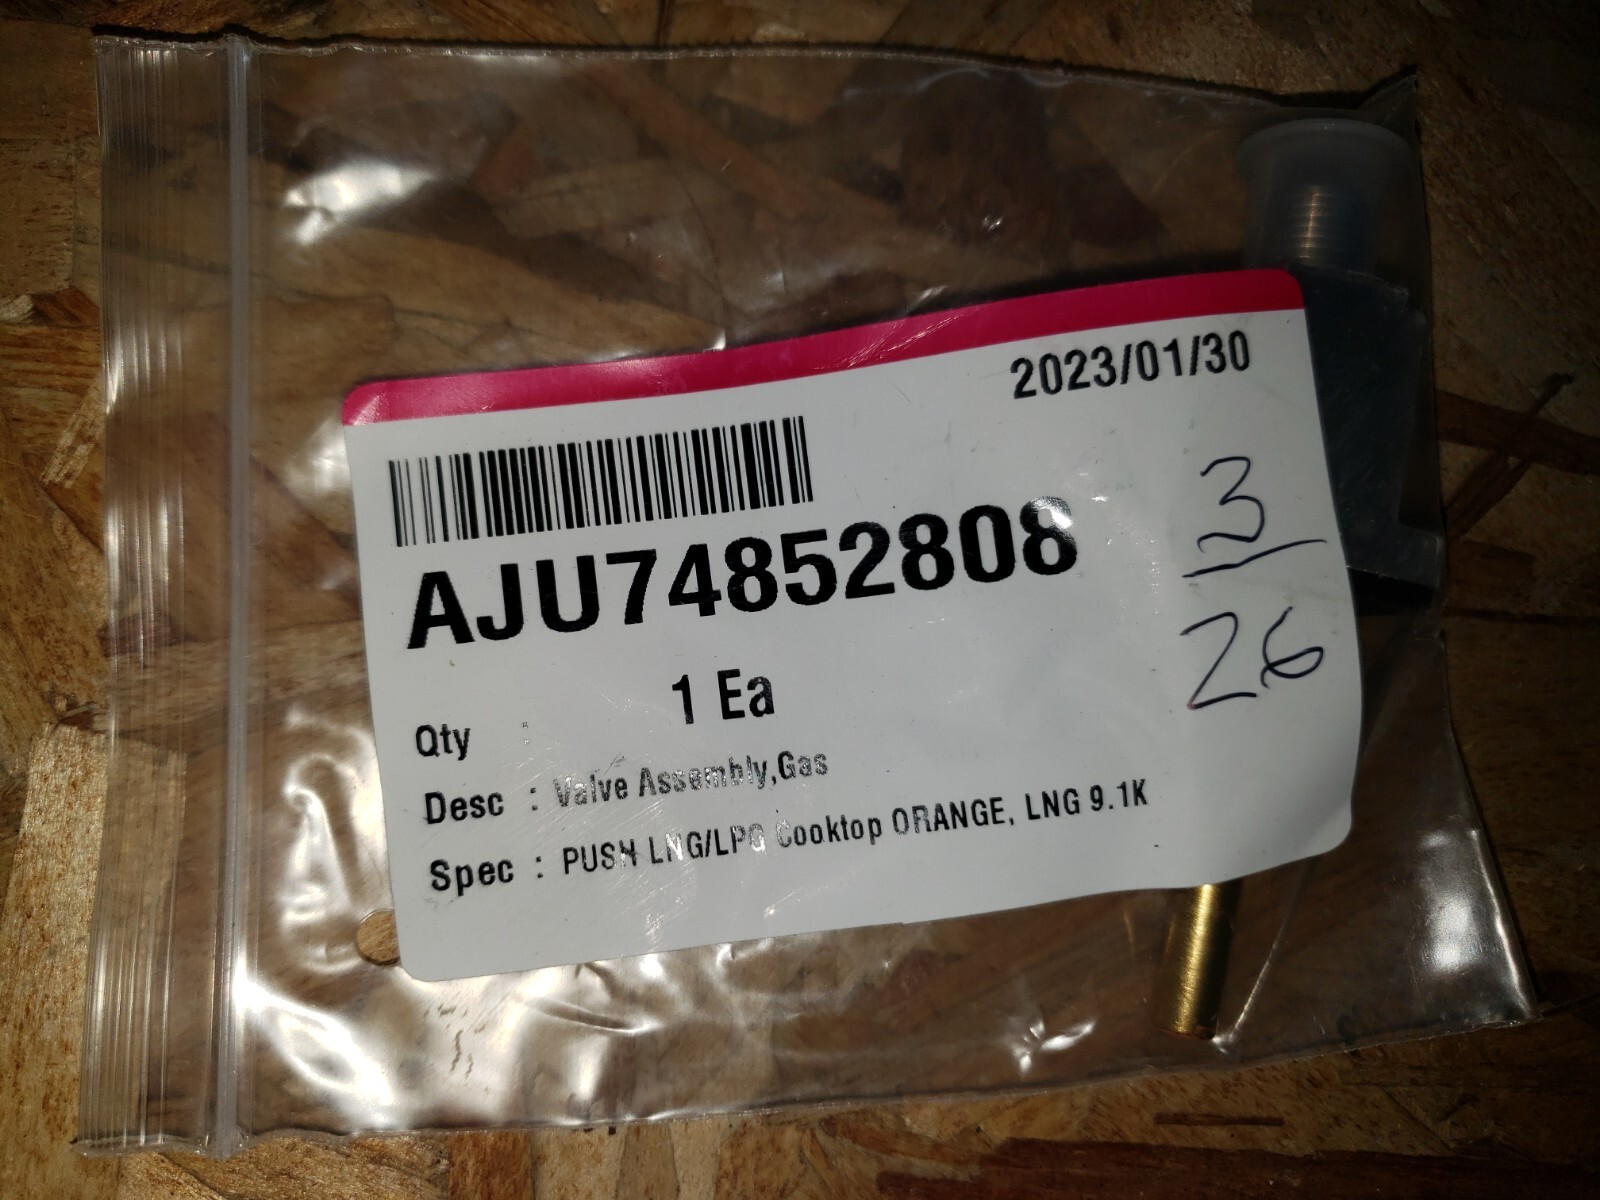 2023/01/30
AJU74852808
3
26
Qty : 1 Ea
Desc : Valve Assembly,Gas
Spec : PUSH LNG/LPG Cooktop ORANGE, LNG 9.1K